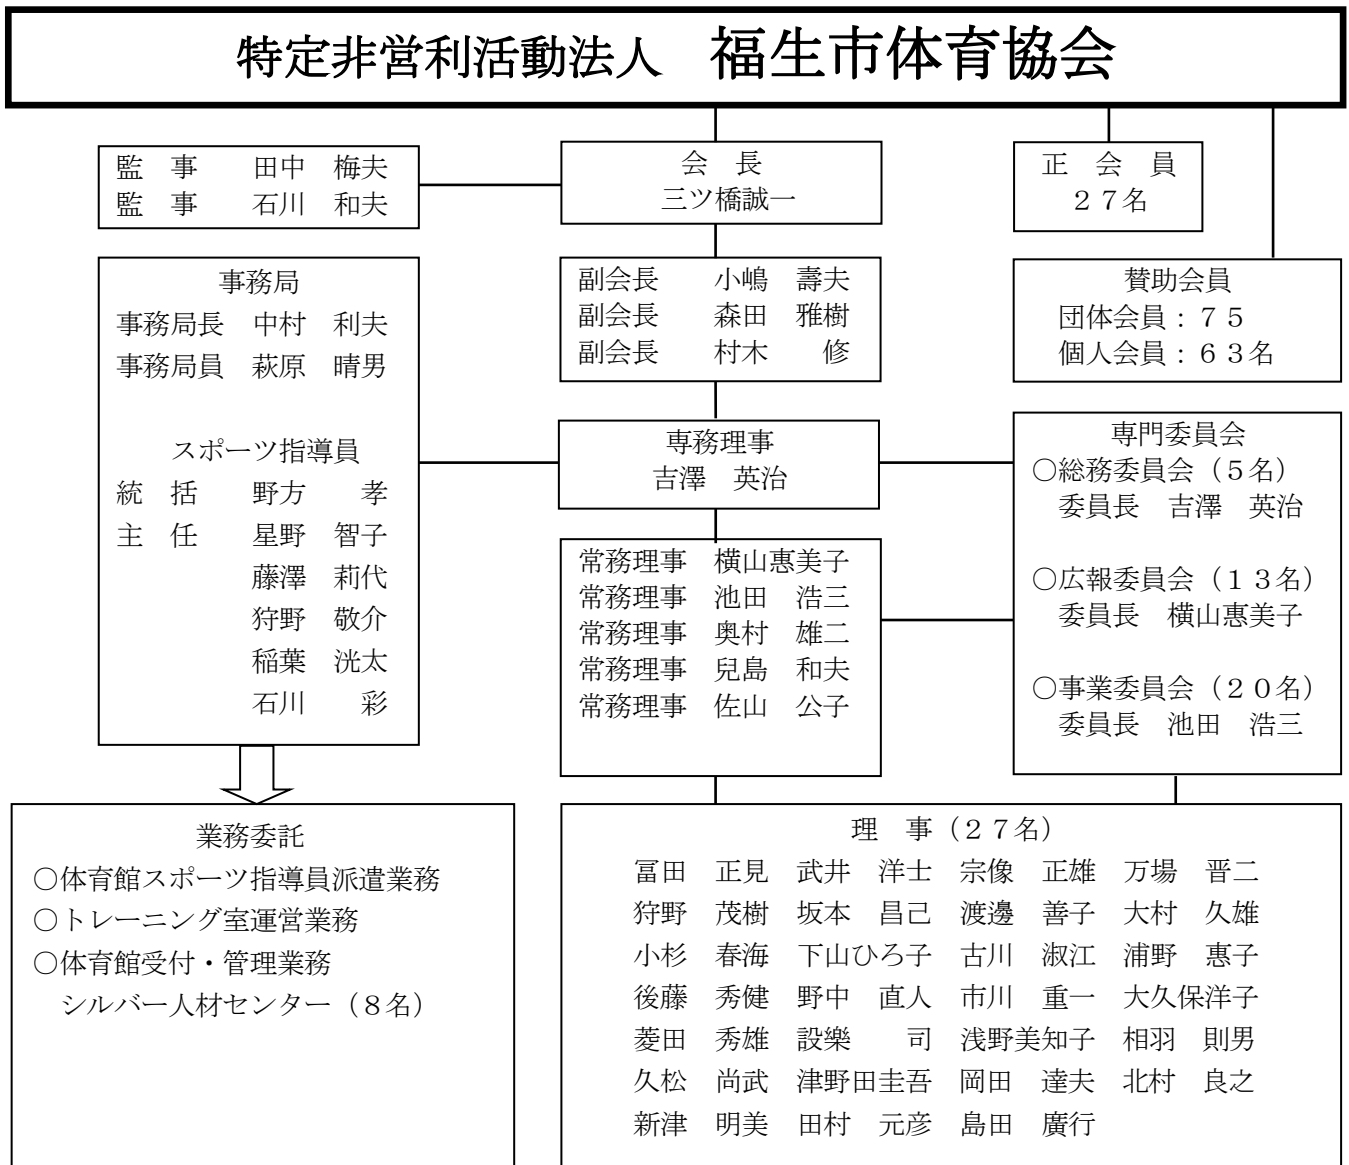 特定非営利活動法人　福生市体育協会
監　事　　田中　梅夫
監　事　　石川　和夫
会　長
三ツ橋誠一
正　会　員
２７名
事務局
事務局長　中村　利夫
事務局員　萩原　晴男
スポーツ指導員
統　括　　野方　　孝
主　任　　星野　智子
藤澤　莉代
狩野　敬介
稲葉　洸太
石川　　彩
副会長　　小嶋　壽夫
副会長　　森田　雅樹
副会長　　村木　　修
賛助会員
団体会員：７５
個人会員：６３名
専務理事
吉澤　英治
常務理事　横山惠美子
常務理事　池田　浩三
常務理事　奥村　雄二
常務理事　兒島　和夫
常務理事　佐山　公子
専門委員会
○総務委員会（５名）
委員長　吉澤　英治
○広報委員会（１３名）
委員長　横山惠美子
○事業委員会（２０名）
委員長　池田　浩三
業務委託
○体育館スポーツ指導員派遣業務
○トレーニング室運営業務
○体育館受付・管理業務
シルバー人材センター（８名）
理　事（２７名）
冨田　正見　武井　洋士　宗像　正雄　万場　晋二
狩野　茂樹　坂本　昌己　渡邊　善子　大村　久雄
小杉　春海　下山ひろ子　古川　淑江　浦野　惠子
後藤　秀健　野中　直人　市川　重一　大久保洋子
菱田　秀雄　設樂　　司　浅野美知子　相羽　則男
久松　尚武　津野田圭吾　岡田　達夫　北村　良之
新津　明美　田村　元彦　島田　廣行